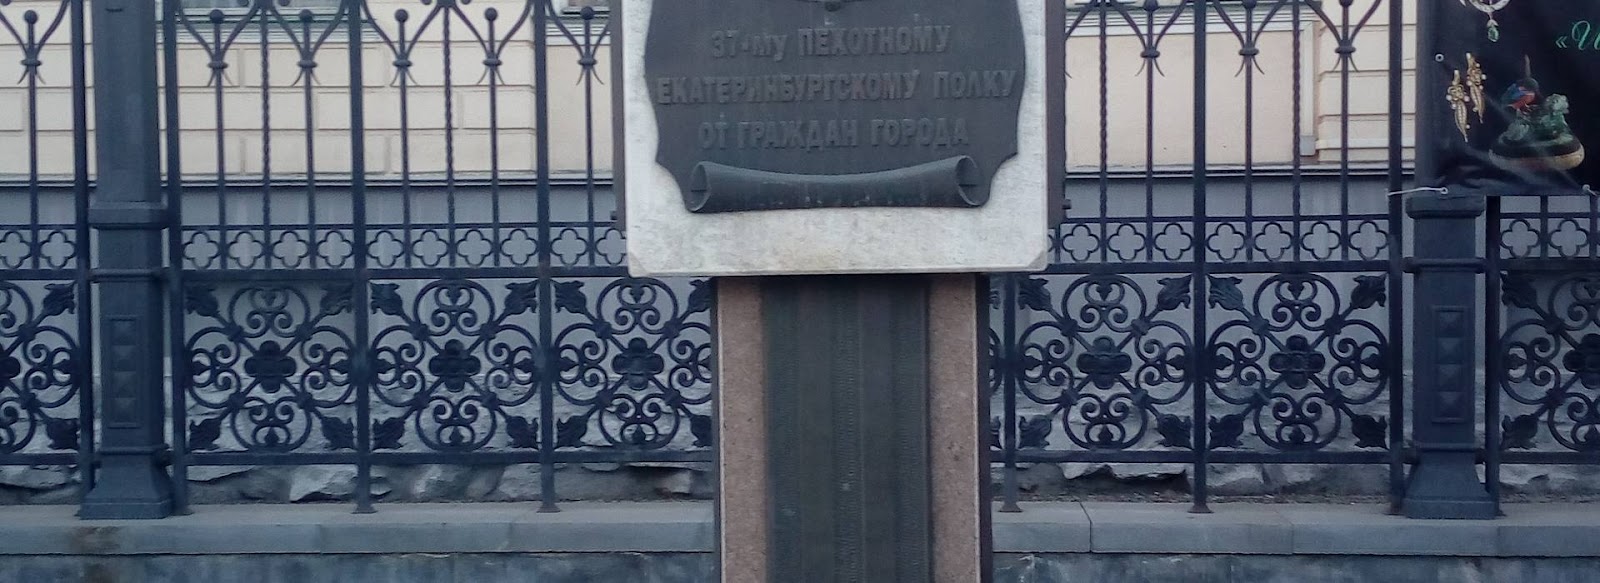 37-му ПЕХОТНОМУ
ЕКАТЕРИНБУРГСКОМУ ПОЛКУ
ОТ ГРАЖДАН ГОРОДА